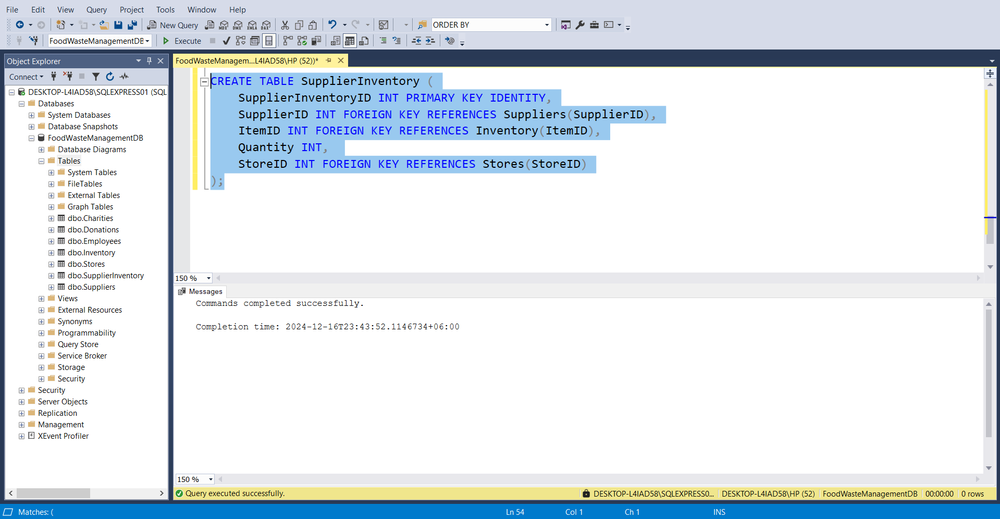 File Edit View Query Project Tools Window Help
New Query MDX DMX XMLA DAX ORDER BY
FoodWasteManagementDB Execute
Object Explorer
Connect
DESKTOP-L4IAD58\SQLEXPRESS01 (SQL
Databases
System Databases
Database Snapshots
FoodWasteManagementDB
Database Diagrams
Tables
System Tables
FileTables
External Tables
Graph Tables
dbo.Charities
dbo.Donations
dbo.Employees
dbo.Inventory
dbo.Stores
dbo.SupplierInventory
dbo.Suppliers
Views
External Resources
Synonyms
Programmability
Query Store
Service Broker
Storage
Security
Security
Server Objects
Replication
Management
XEvent Profiler
FoodWasteManagem...L4IAD58\HP (52))*
CREATE TABLE SupplierInventory (
SupplierInventoryID INT PRIMARY KEY IDENTITY,
SupplierID INT FOREIGN KEY REFERENCES Suppliers(SupplierID),
ItemID INT FOREIGN KEY REFERENCES Inventory(ItemID),
Quantity INT,
StoreID INT FOREIGN KEY REFERENCES Stores(StoreID)
);
150 %
Messages
Commands completed successfully.
Completion time: 2024-12-16T23:43:52.1146734+06:00
150 %
Query executed successfully. DESKTOP-L4IAD58\SQLEXPRESS0... DESKTOP-L4IAD58\HP (52) FoodWasteManagementDB 00:00:00 0 rows
Matches: ( Ln 54 Col 1 Ch 1 INS